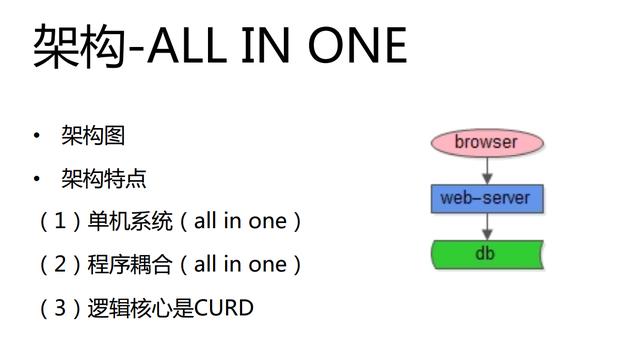 架构-ALL IN ONE
• 架构图
• 架构特点
（1）单机系统（all in one）
（2）程序耦合（all in one）
（3）逻辑核心是CURD
browser
web-server
db